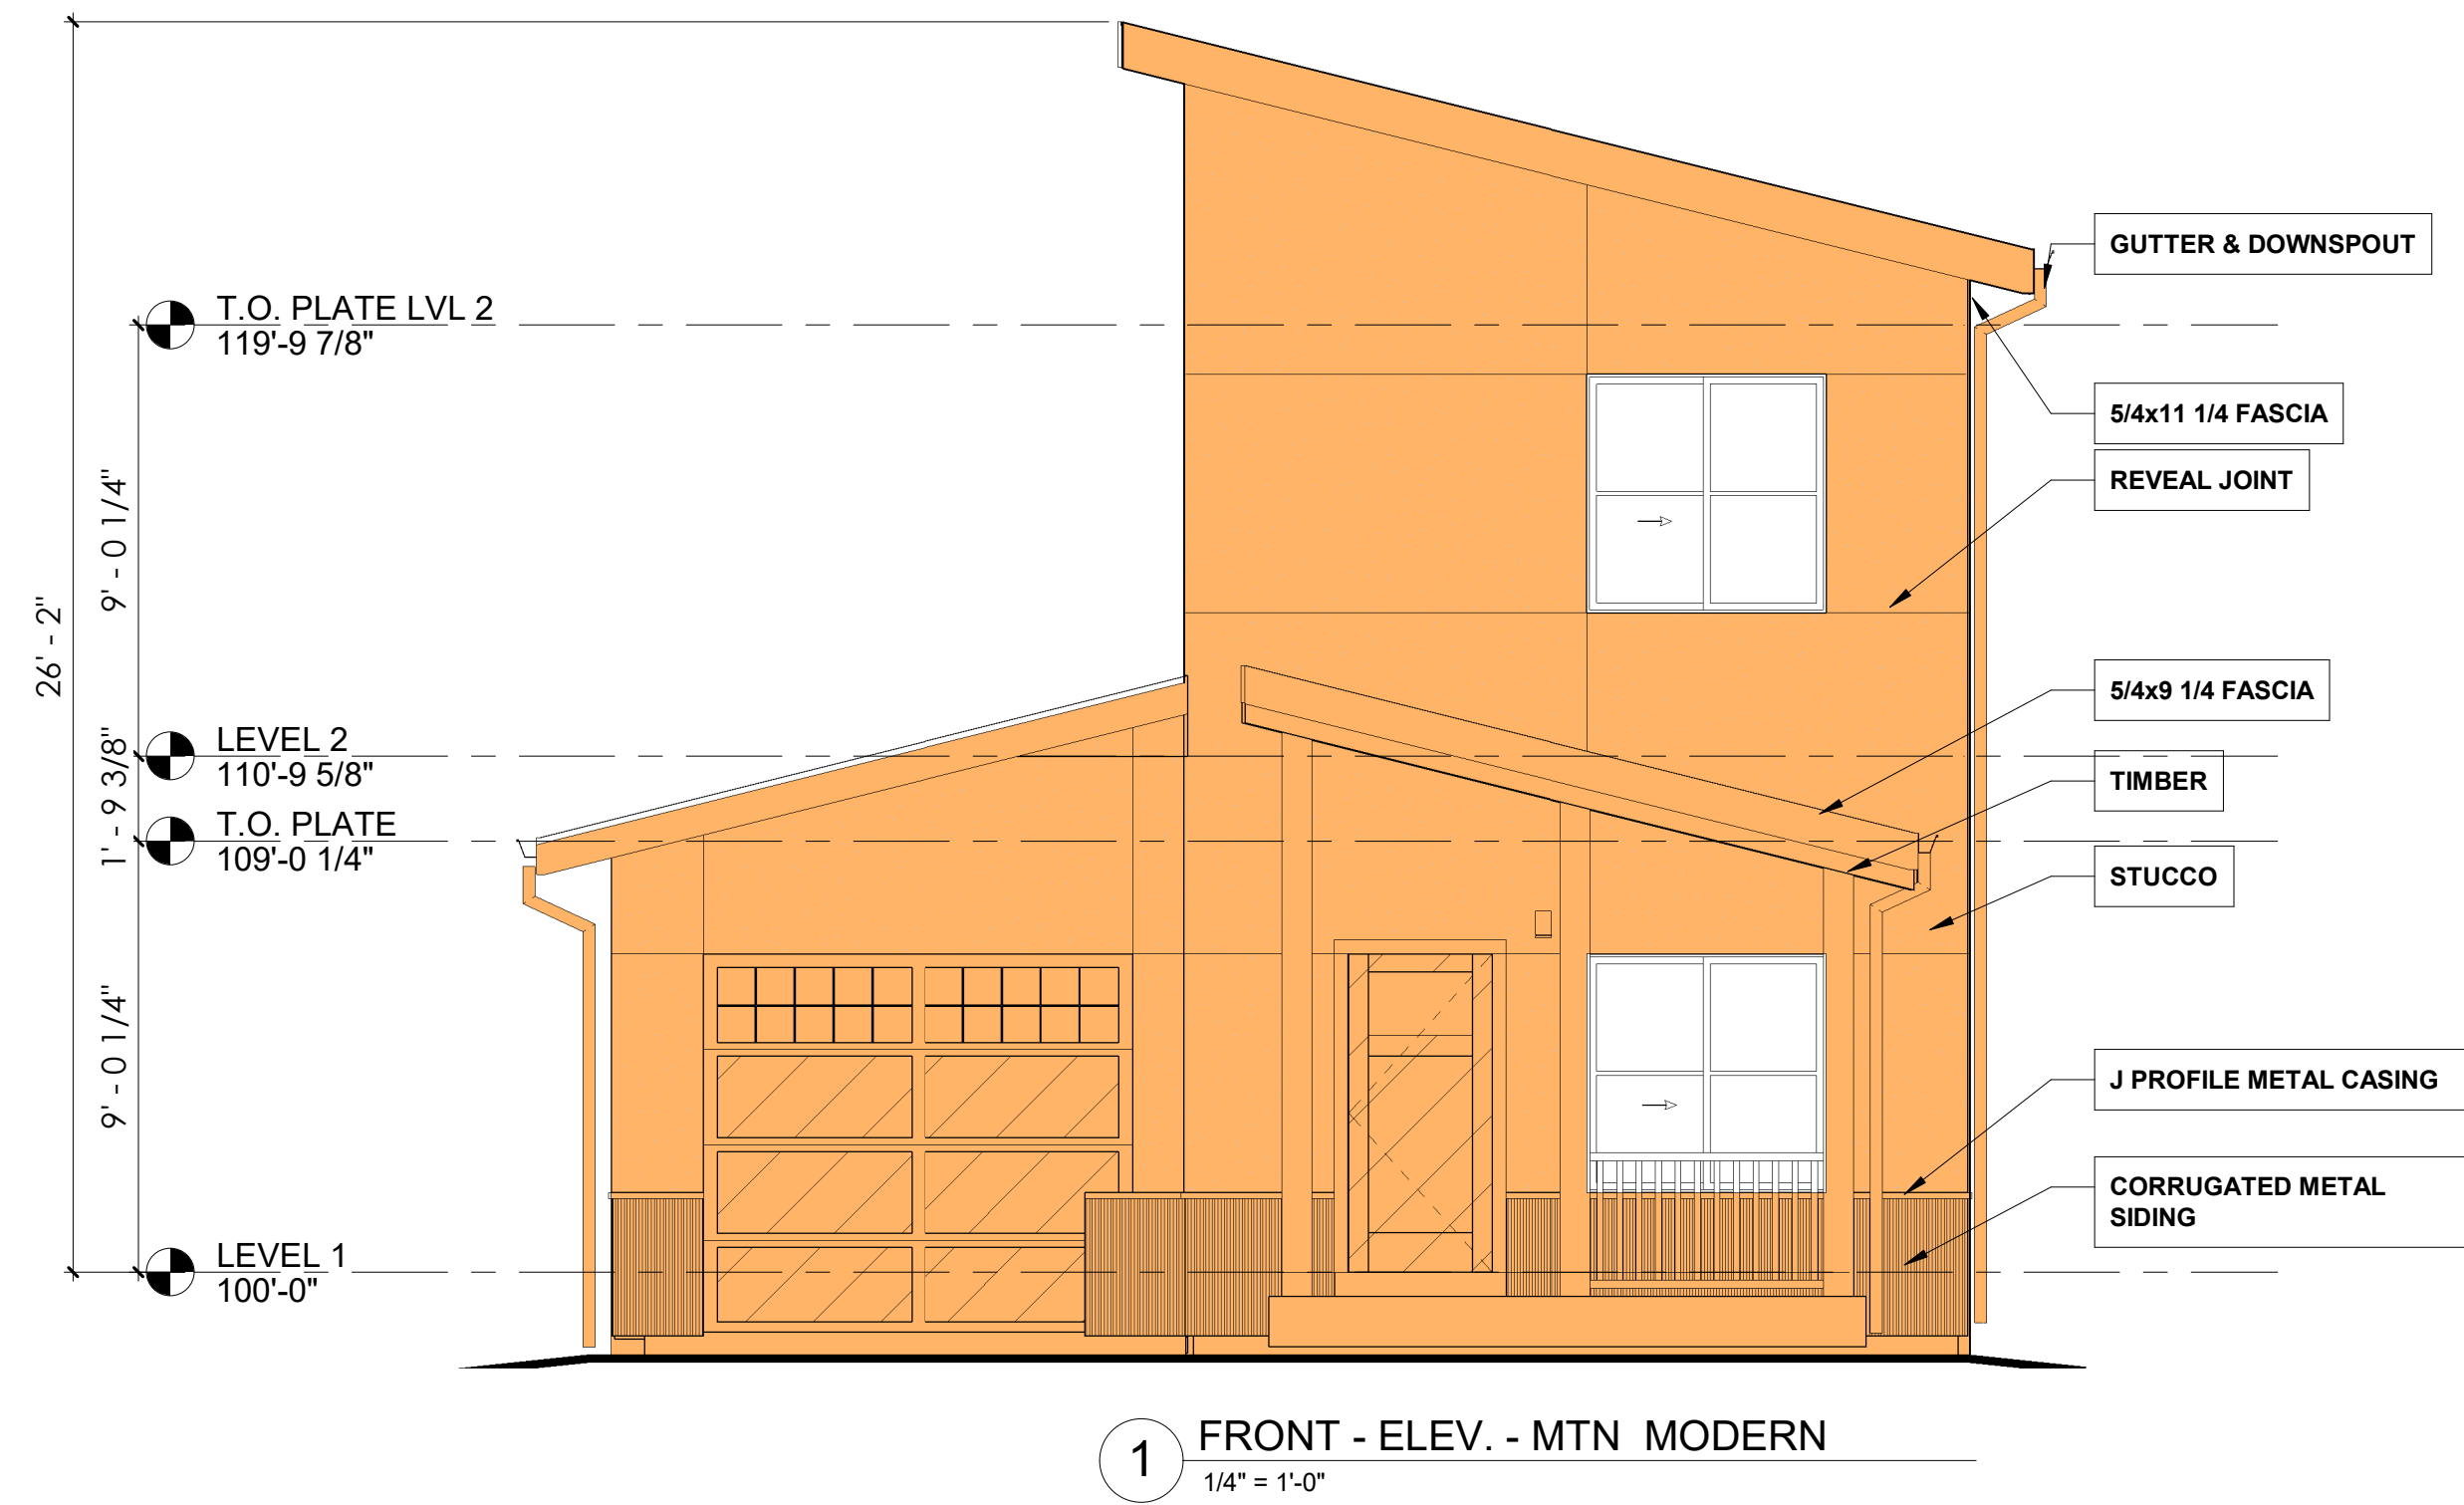 T.O. PLATE LVL 2
119'-9 7/8"
LEVEL 2
110'-9 5/8"
T.O. PLATE
109'-0 1/4"
LEVEL 1
100'-0"
26' - 2"
9' - 0 1/4"
1' - 9 3/8"
9' - 0 1/4"
GUTTER & DOWNSPOUT
5/4x11 1/4 FASCIA
REVEAL JOINT
5/4x9 1/4 FASCIA
TIMBER
STUCCO
J PROFILE METAL CASING
CORRUGATED METAL
SIDING
1
FRONT - ELEV. - MTN MODERN
1/4" = 1'-0"